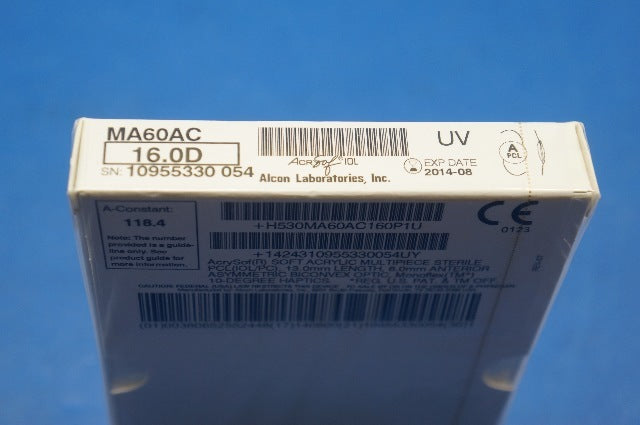 MA60AC
16.0D
SN: 10955330 054
AcrySof IOL
Alcon Laboratories, Inc.
UV
EXP DATE
2014-08
A
PCL
A-Constant:
118.4
Note: The number
provided is a guide-
line only. See
product guide for
more information.
+H530MA60AC160P1U
+1424310955330054UY
CE
0123
AcrySof(R) SOFT ACRYLIC MULTIPIECE STERILE
PCL(IOL/PC), 13.0mm LENGTH, 6.0mm ANTERIOR
ASYMMETRIC BICONVEX OPTIC, Monoflex(TM)
10-DEGREE HAPTICS *REG. U.S. PAT. & TM OFF.